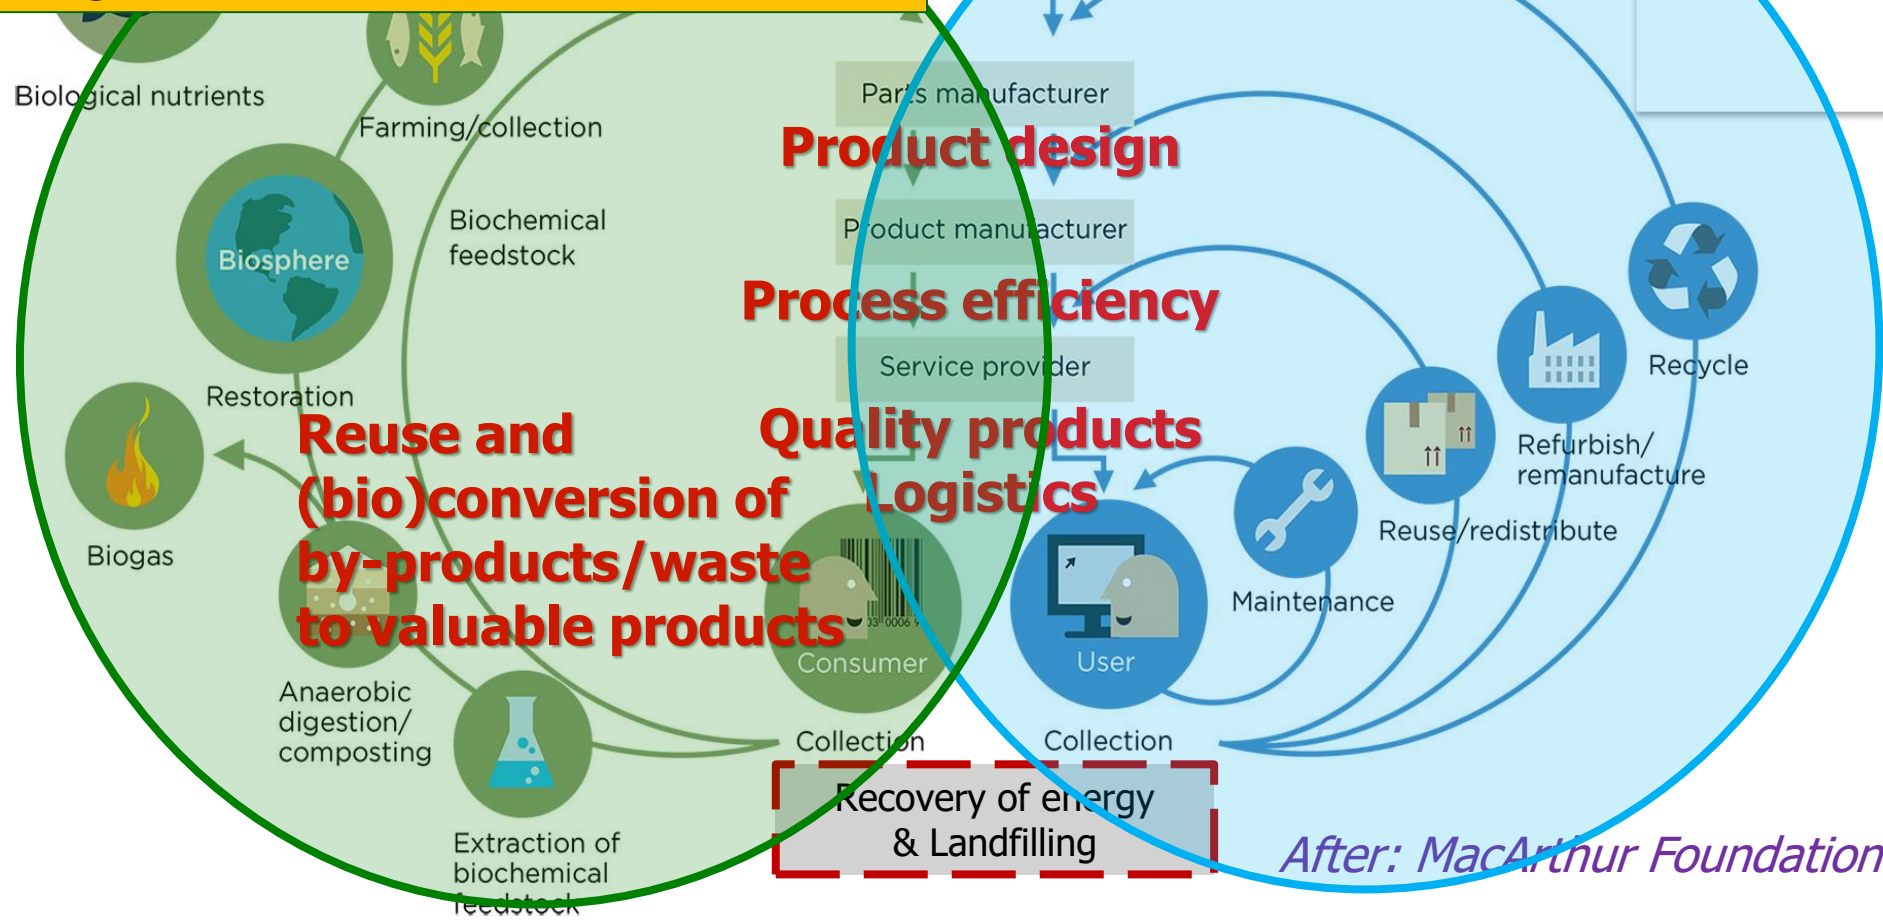 Biological nutrients
Farming/collection
Parts manufacturer
Product design
Biochemical
feedstock
Product manufacturer
Biosphere
Process efficiency
Service provider
Recycle
Restoration
Reuse and
(bio)conversion of
by-products/waste
to valuable products
Quality products
Logistics
Refurbish/
remanufacture
Reuse/redistribute
Biogas
Maintenance
Consumer
User
Anaerobic
digestion/
composting
Collection
Collection
Recovery of energy
& Landfilling
Extraction of
biochemical
feedstock
After: MacArthur Foundation